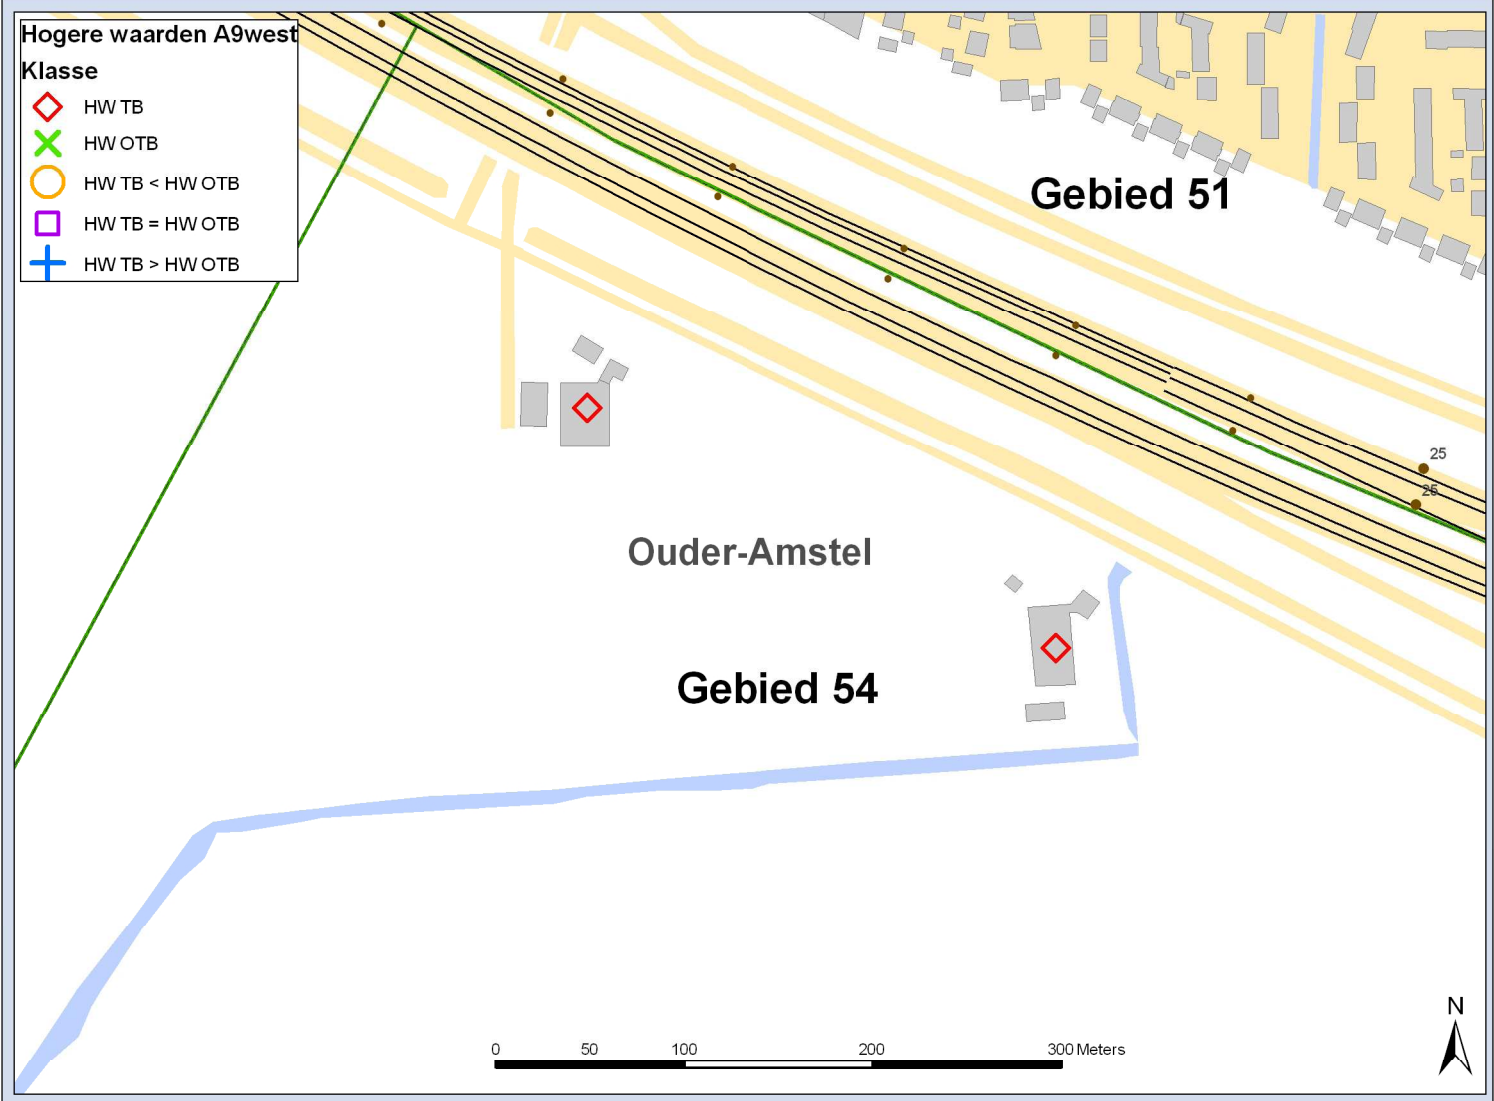 Hogere waarden A9west
Klasse
HW TB
HW OTB
HW TB < HW OTB
HW TB = HW OTB
HW TB > HW OTB
Gebied 51
25
25
Ouder-Amstel
Gebied 54
N
0 50 100 200 300 Meters